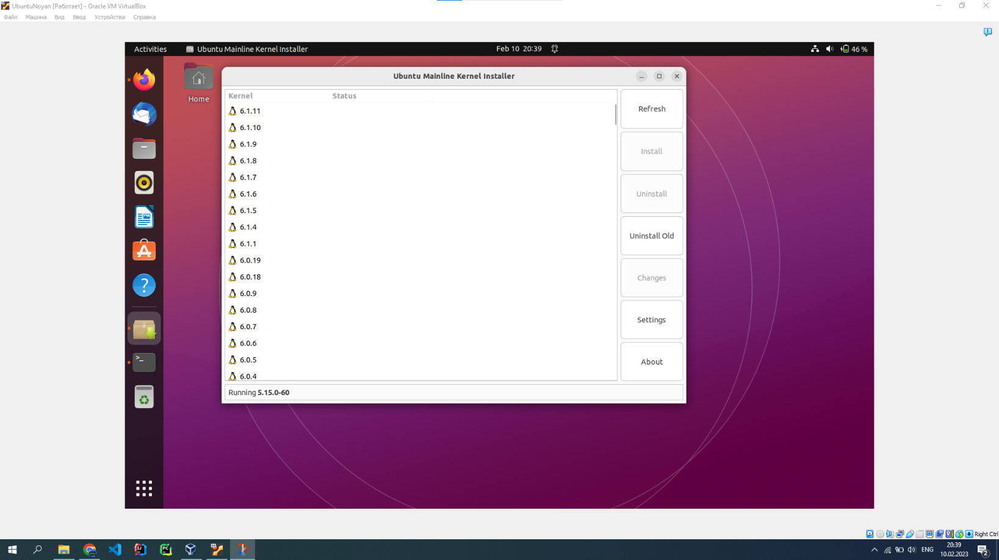 UbuntuNoyan [Работает] - Oracle VM VirtualBox
Файл Машина Вид Ввод Устройства Справка
Activities Ubuntu Mainline Kernel Installer Feb 10 20:39 46 %
Home
Ubuntu Mainline Kernel Installer
Kernel Status
6.1.11
6.1.10
6.1.9
6.1.8
6.1.7
6.1.6
6.1.5
6.1.4
6.1.1
6.0.19
6.0.18
6.0.9
6.0.8
6.0.7
6.0.6
6.0.5
6.0.4
Refresh
Install
Uninstall
Uninstall Old
Changes
Settings
About
Running 5.15.0-60
Right Ctrl
ENG
20:39
10.02.2023
2